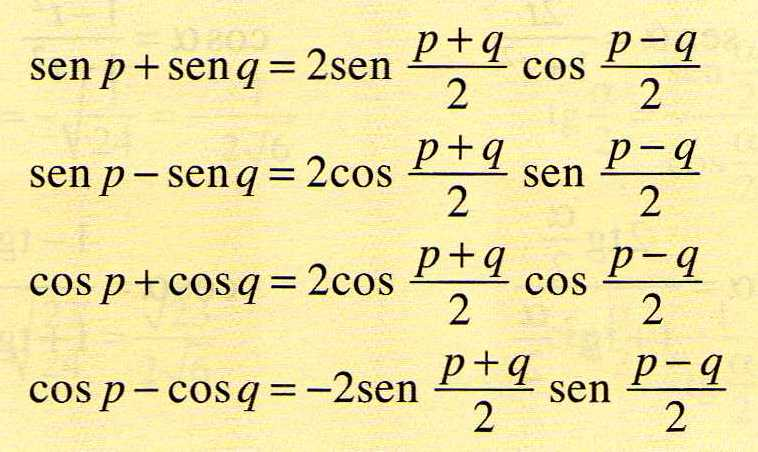 sen p + sen q = 2sen (p+q)/2 cos (p−q)/2
sen p − sen q = 2cos (p+q)/2 sen (p−q)/2
cos p + cos q = 2cos (p+q)/2 cos (p−q)/2
cos p − cos q = −2sen (p+q)/2 sen (p−q)/2